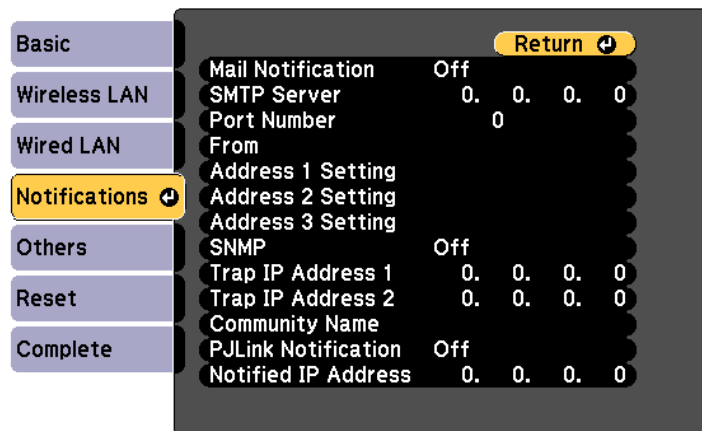 Basic
Wireless LAN
Wired LAN
Notifications
Others
Reset
Complete
Return
Mail Notification Off
SMTP Server 0. 0. 0. 0
Port Number 0
From
Address 1 Setting
Address 2 Setting
Address 3 Setting
SNMP Off
Trap IP Address 1 0. 0. 0. 0
Trap IP Address 2 0. 0. 0. 0
Community Name
PJLink Notification Off
Notified IP Address 0. 0. 0. 0